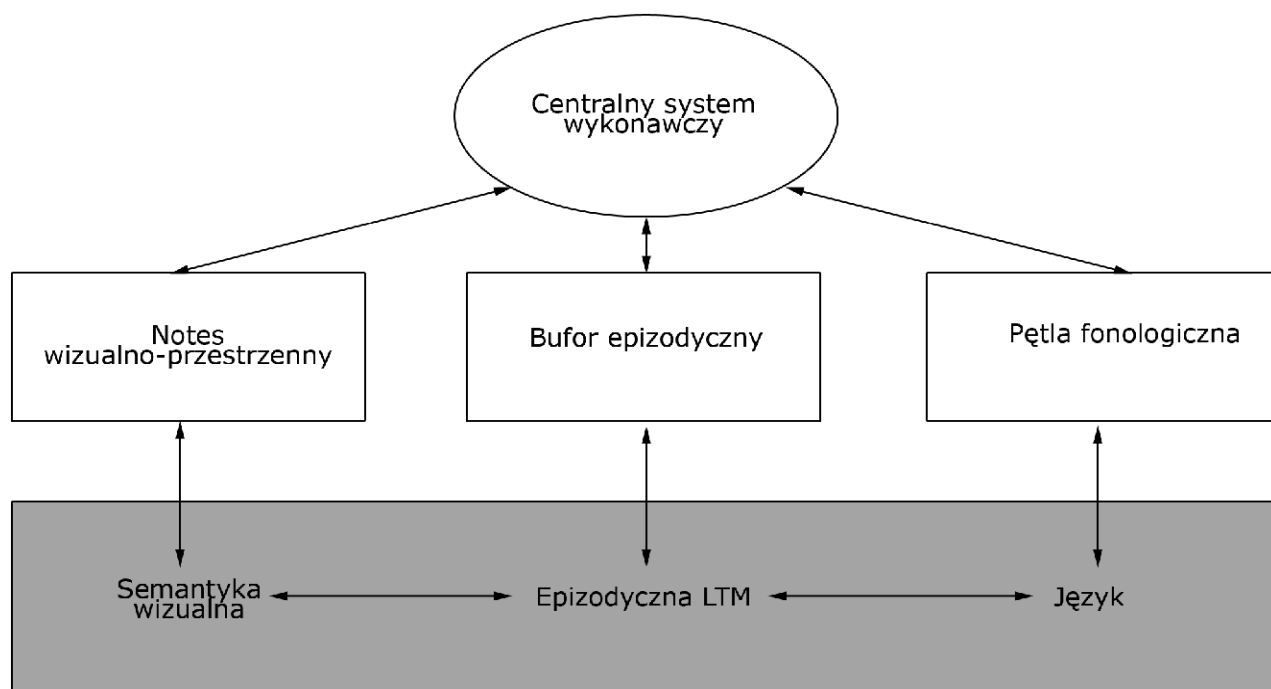 Centralny system
wykonawczy
Notes
wizualno-przestrzenny
Bufor epizodyczny
Pętla fonologiczna
Semantyka
wizualna
Epizodyczna LTM
Język